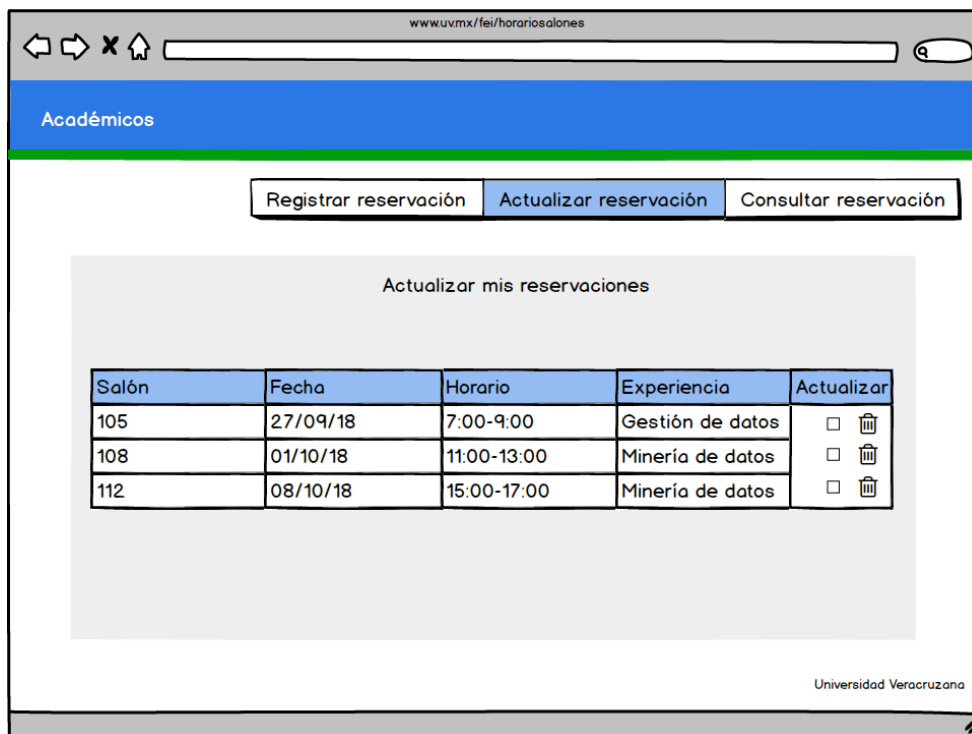 www.uv.mx/fei/horariosalones
Académicos
Registrar reservación Actualizar reservación Consultar reservación
Actualizar mis reservaciones
Salón Fecha Horario Experiencia Actualizar
105 27/09/18 7:00-9:00 Gestión de datos
108 01/10/18 11:00-13:00 Minería de datos
112 08/10/18 15:00-17:00 Minería de datos
Universidad Veracruzana